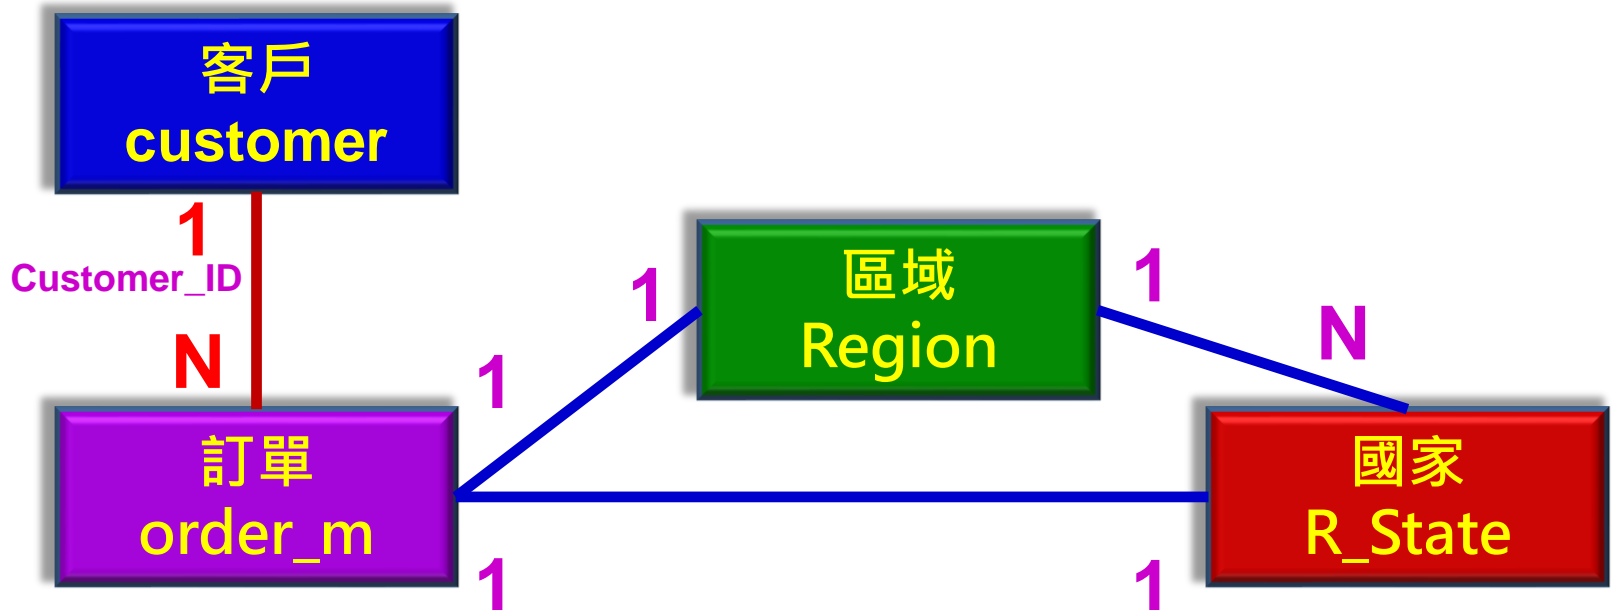 客戶
customer
1
Customer_ID
N
區域
Region
1
1
1
N
訂單
order_m
國家
R_State
1
1